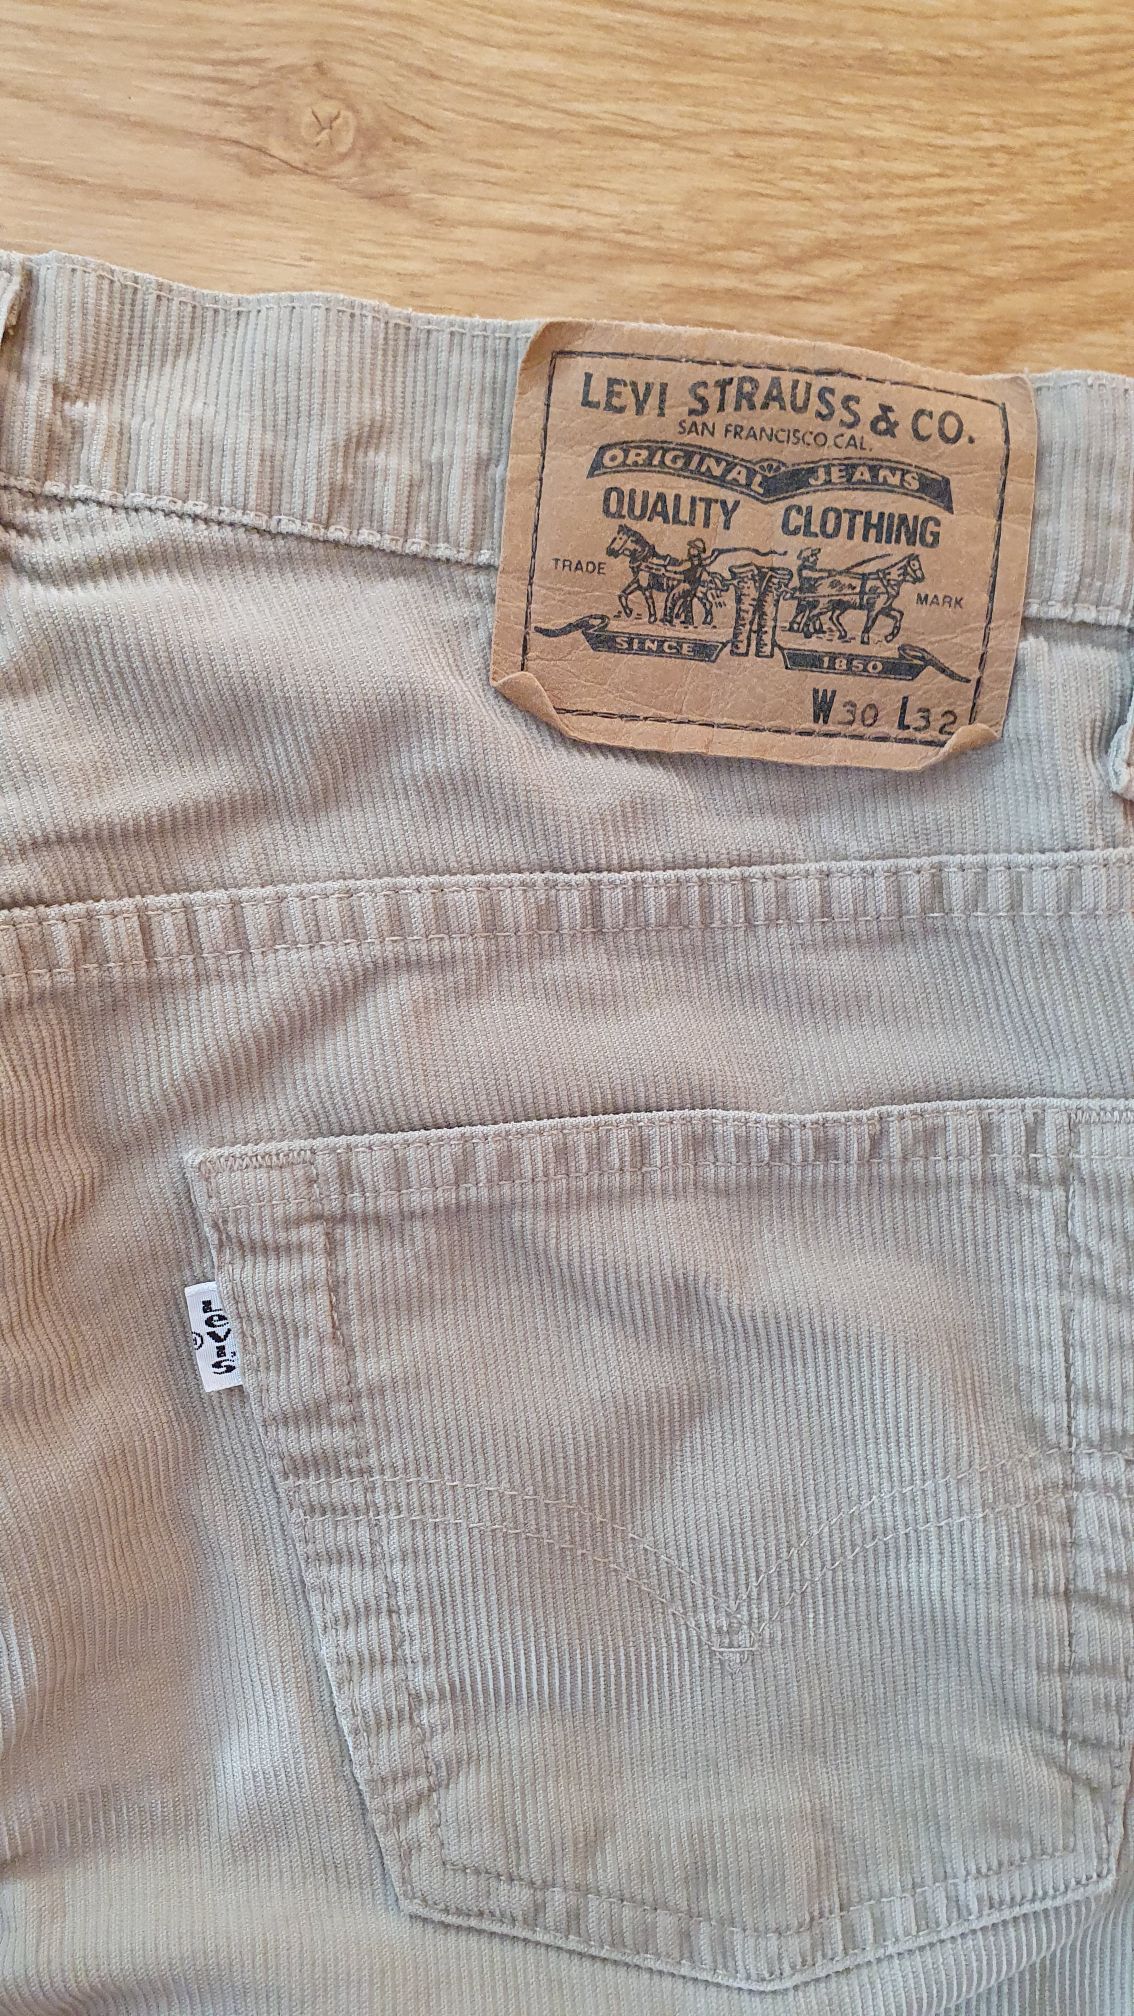 LEVI STRAUSS & CO.
SAN FRANCISCO, CAL.
ORIGINAL JEANS
QUALITY CLOTHING
TRADE MARK
SINCE 1850
W30 L32
LEVI'S
®